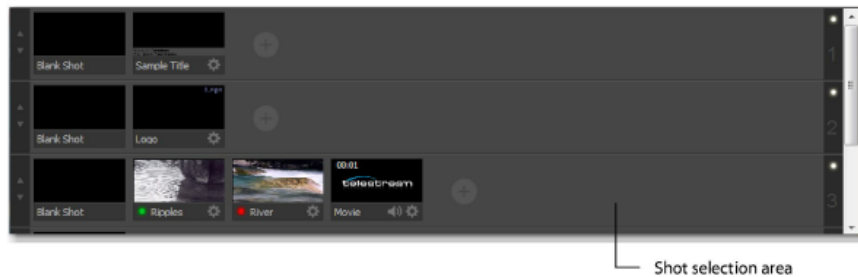 Blank Shot
Sample Title
1
Logo
Blank Shot
Logo
2
00:01
telestream
Blank Shot
Ripples
River
Movie
3
Shot selection area